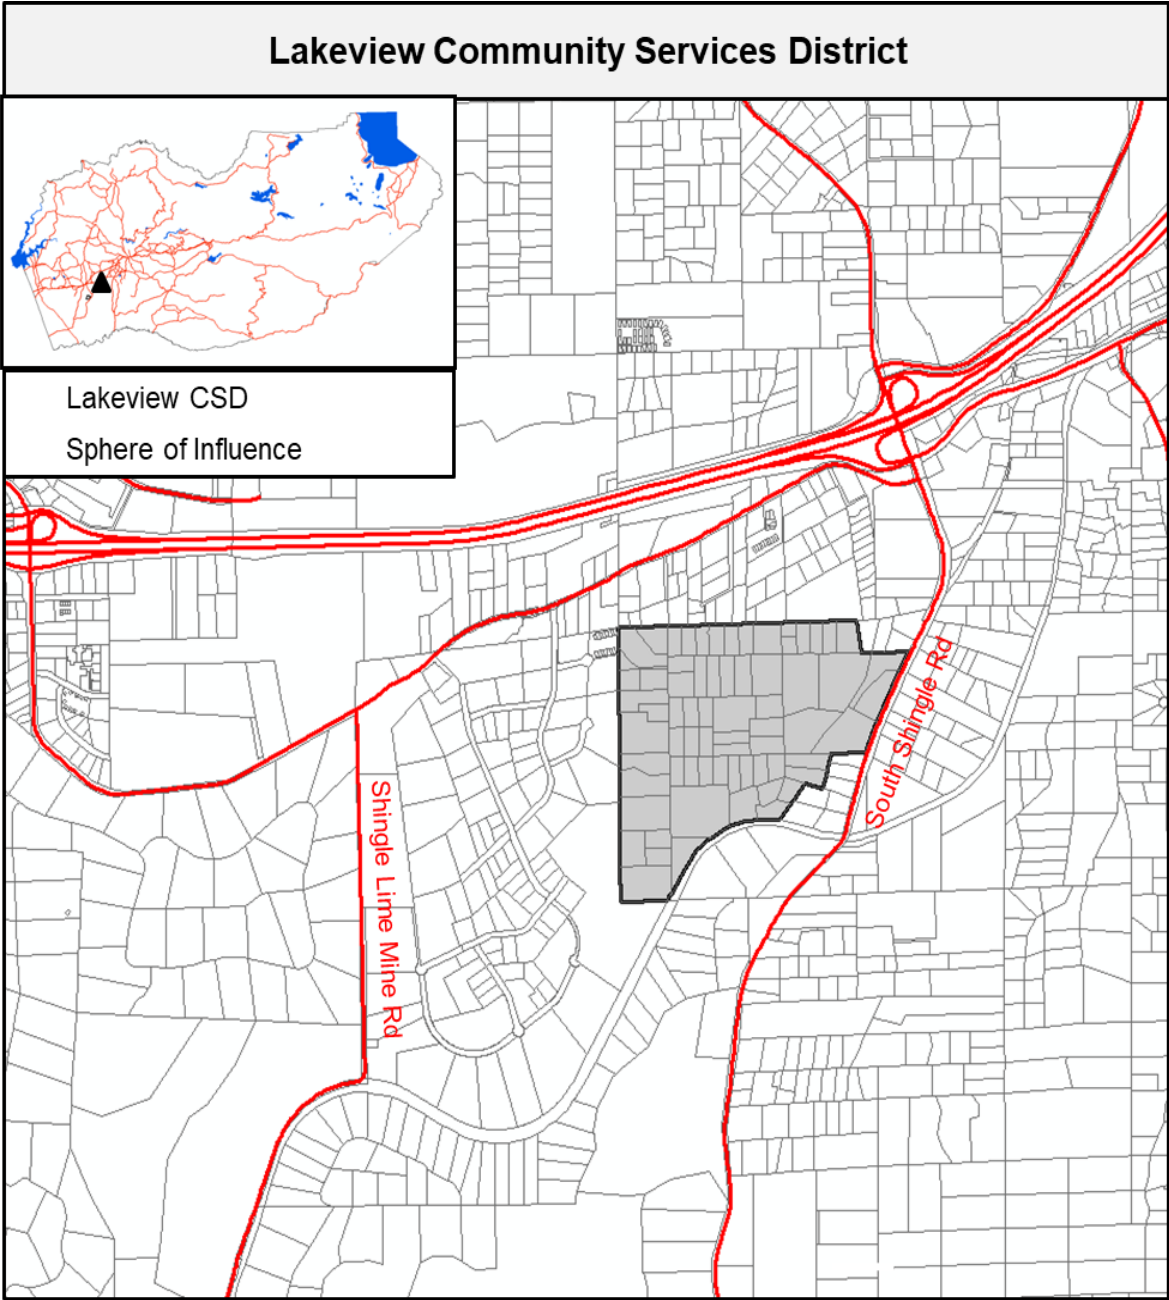 Lakeview Community Services District
Lakeview CSD
Sphere of Influence
South Shingle Rd
Shingle Lime Mine Rd